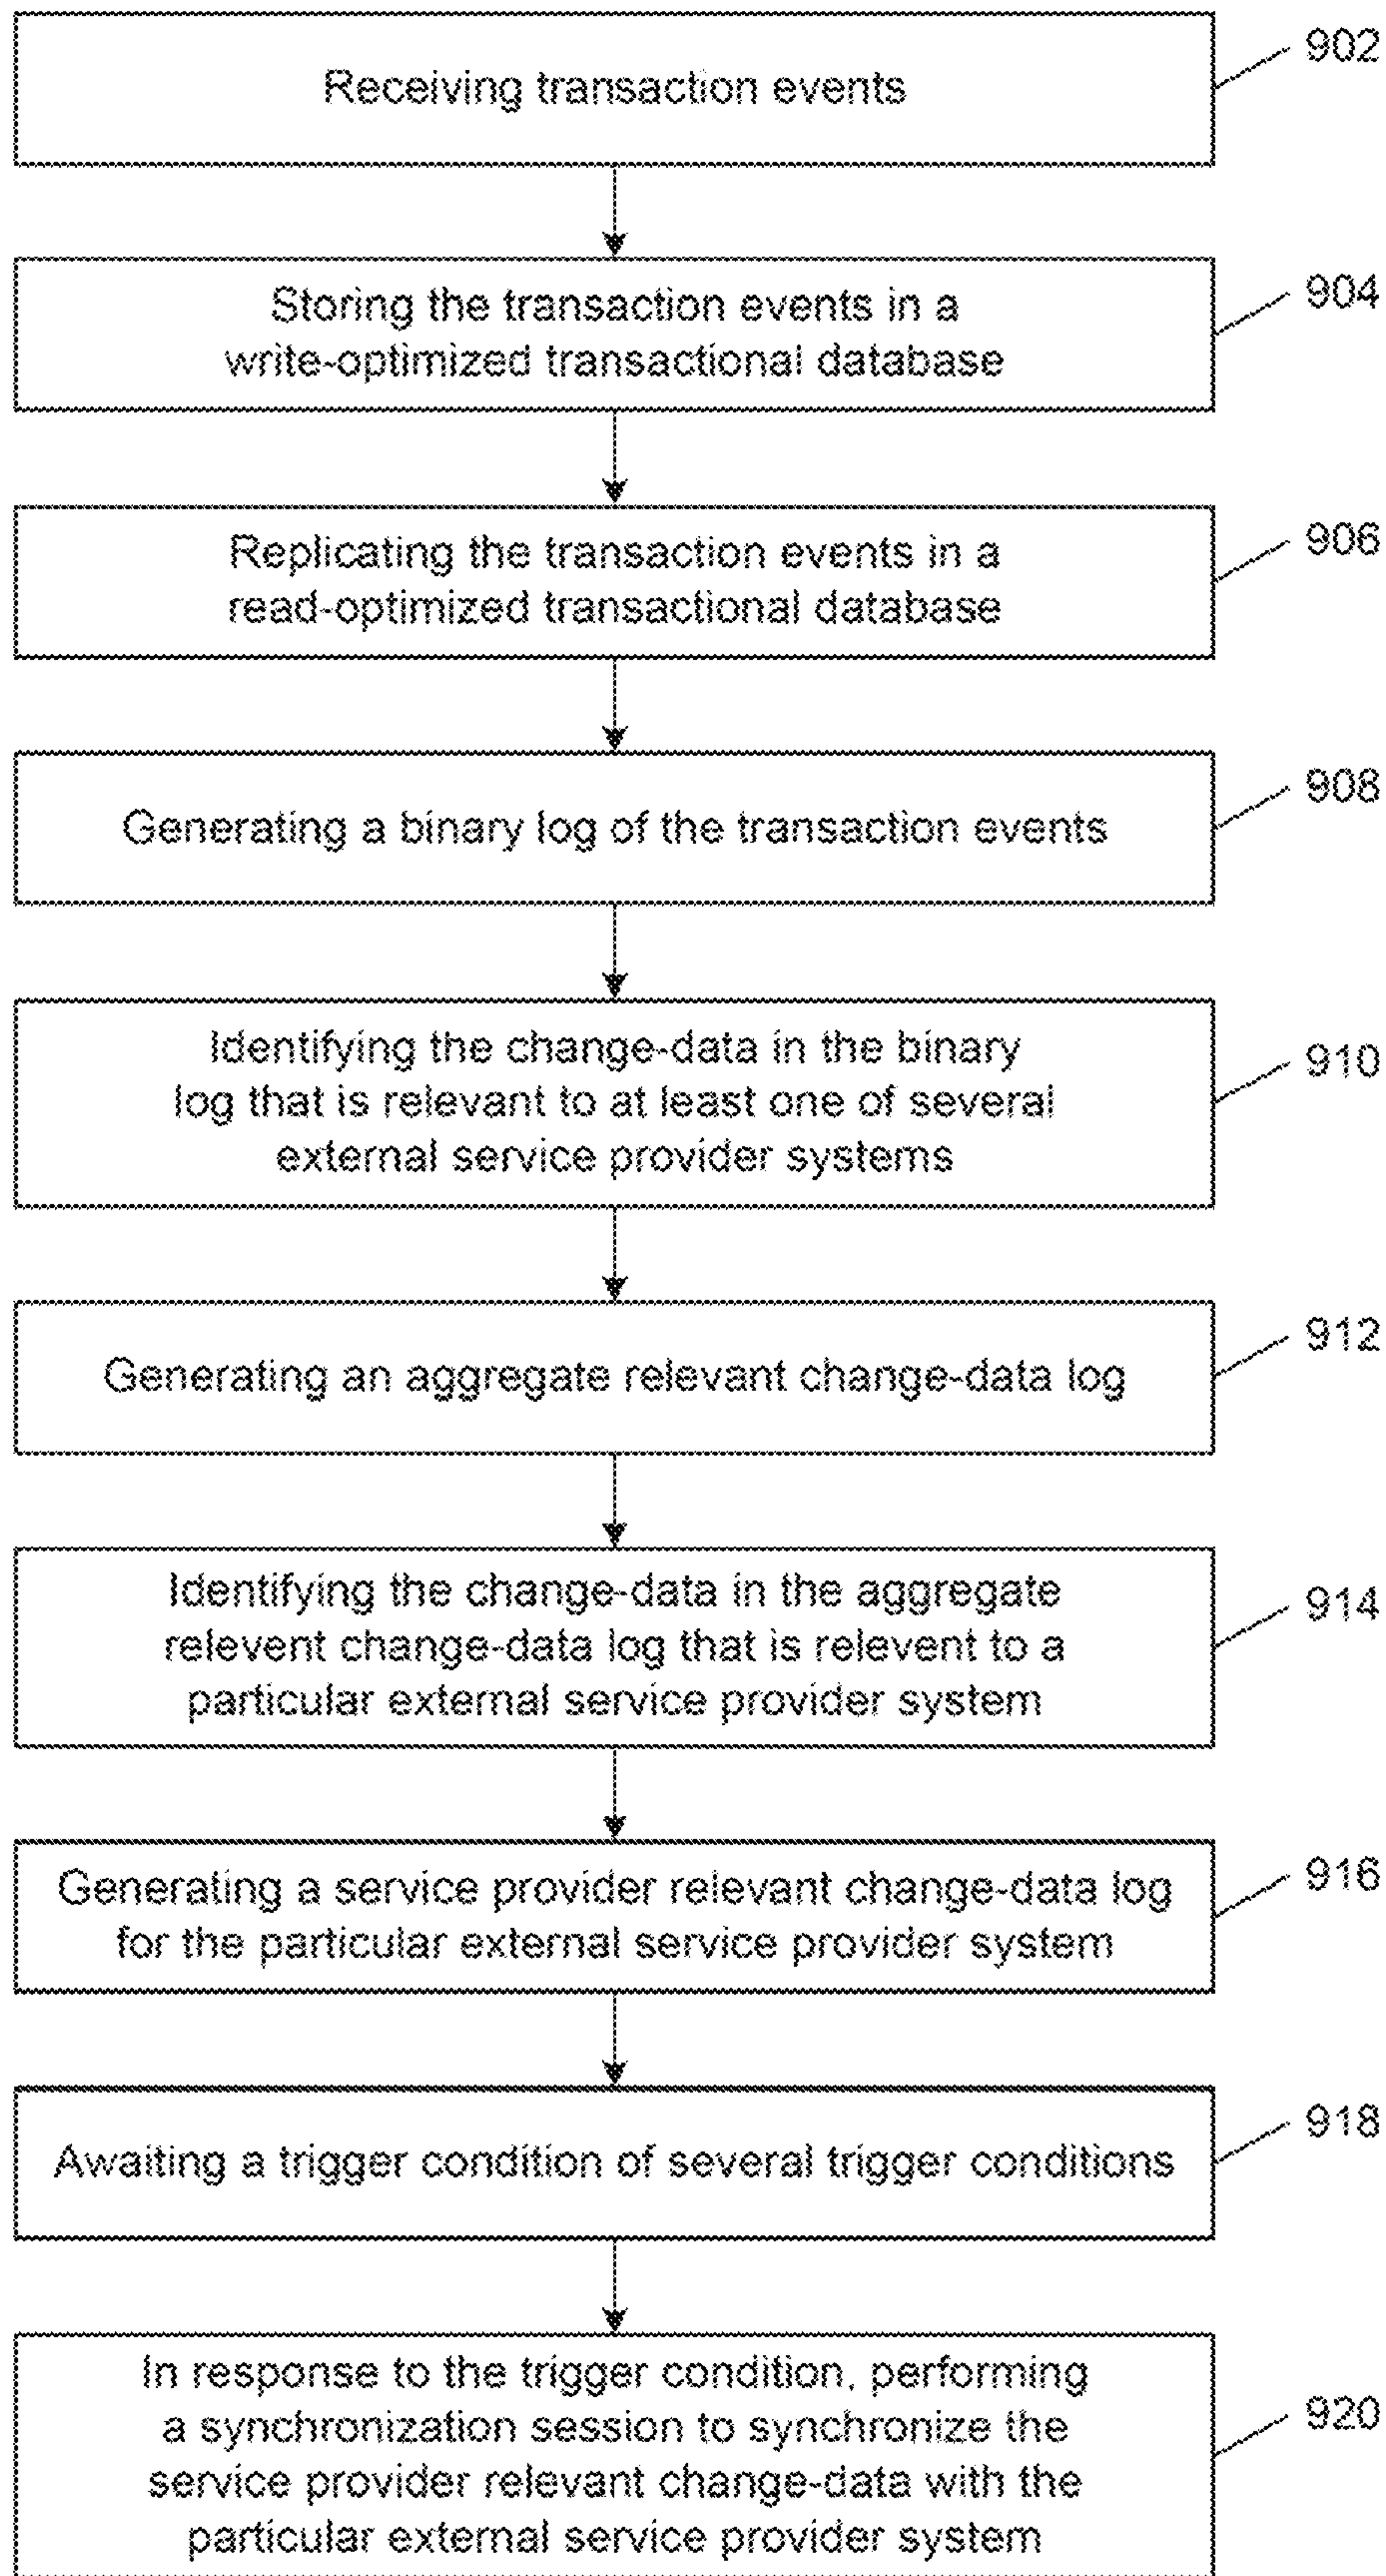 Receiving transaction events
902
Storing the transaction events in a
write-optimized transactional database
904
Replicating the transaction events in a
read-optimized transactional database
906
Generating a binary log of the transaction events
908
Identifying the change-data in the binary
log that is relevant to at least one of several
external service provider systems
910
Generating an aggregate relevant change-data log
912
Identifying the change-data in the aggregate
relevent change-data log that is relevent to a
particular external service provider system
914
Generating a service provider relevant change-data log
for the particular external service provider system
916
Awaiting a trigger condition of several trigger conditions
918
In response to the trigger condition, performing
a synchronization session to synchronize the
service provider relevant change-data with the
particular external service provider system
920